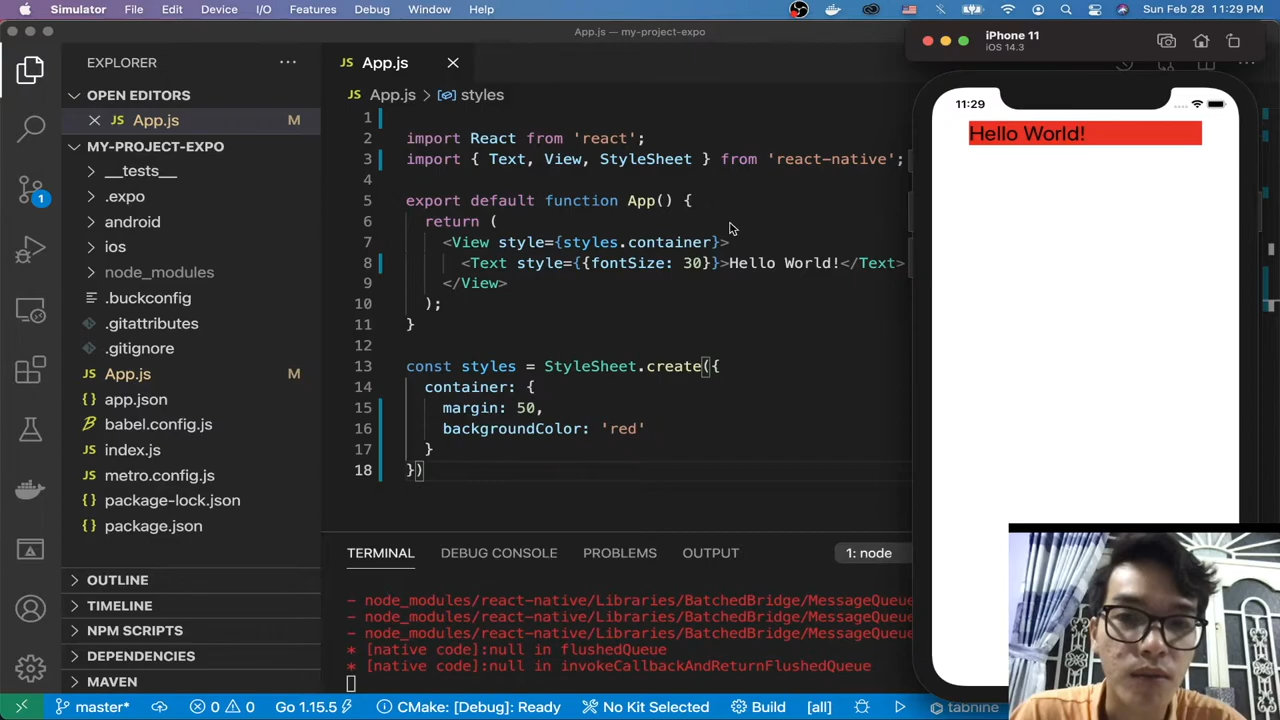 Simulator File Edit Device I/O Features Debug Window Help Sun Feb 28 11:29 PM
App.js - my-project-expo
EXPLORER
OPEN EDITORS
JS App.js M
MY-PROJECT-EXPO
__tests__
.expo
android
ios
node_modules
.buckconfig
.gitattributes
.gitignore
JS App.js M
{} app.json
babel.config.js
JS index.js
JS metro.config.js
{} package-lock.json
{} package.json
OUTLINE
TIMELINE
NPM SCRIPTS
DEPENDENCIES
MAVEN
1
JS App.js
JS App.js > styles
1
2 import React from 'react';
3 import { Text, View, StyleSheet } from 'react-native';
4
5 export default function App() {
6 return (
7 <View style={styles.container}>
8 <Text style={{fontSize: 30}}>Hello World!</Text>
9 </View>
10 );
11 }
12
13 const styles = StyleSheet.create({
14 container: {
15 margin: 50,
16 backgroundColor: 'red'
17 }
18 })
TERMINAL DEBUG CONSOLE PROBLEMS OUTPUT 1: node
- node_modules/react-native/Libraries/BatchedBridge/MessageQueue
- node_modules/react-native/Libraries/BatchedBridge/MessageQueue
- node_modules/react-native/Libraries/BatchedBridge/MessageQueue
* [native code]:null in flushedQueue
* [native code]:null in invokeCallbackAndReturnFlushedQueue
master* 0 0 Go 1.15.5 CMake: [Debug]: Ready No Kit Selected Build [all] tabnine
iPhone 11
iOS 14.3
11:29
Hello World!